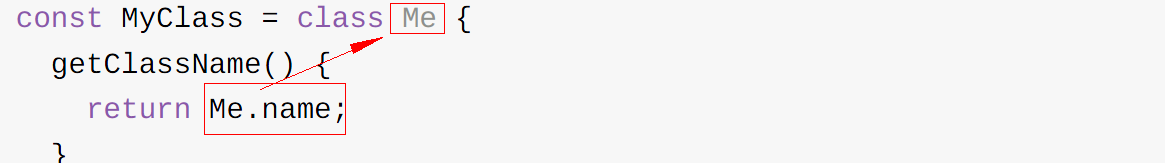 const MyClass = class Me {
getClassName() {
return Me.name;
}